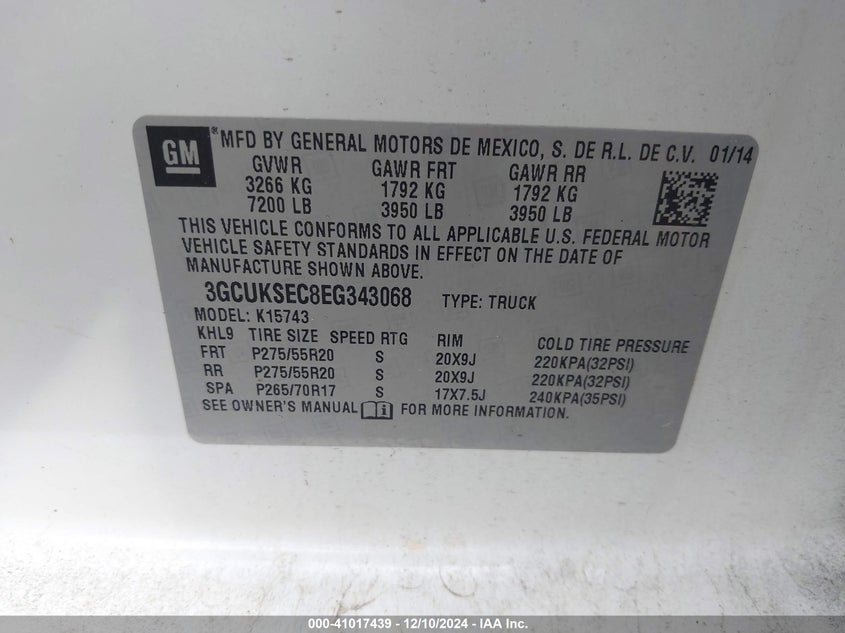 GM
® MFD BY GENERAL MOTORS DE MEXICO, S. DE R.L. DE C.V. 01/14
GVWR GAWR FRT GAWR RR
3266 KG 1792 KG 1792 KG
7200 LB 3950 LB 3950 LB
THIS VEHICLE CONFORMS TO ALL APPLICABLE U.S. FEDERAL MOTOR
VEHICLE SAFETY STANDARDS IN EFFECT ON THE DATE OF
MANUFACTURE SHOWN ABOVE.
3GCUKSEC8EG343068 TYPE: TRUCK
MODEL: K15743
KHL9 TIRE SIZE SPEED RTG RIM COLD TIRE PRESSURE
FRT P275/55R20 S 20X9J 220KPA(32PSI)
RR P275/55R20 S 20X9J 220KPA(32PSI)
SPA P265/70R17 S 17X7.5J 240KPA(35PSI)
SEE OWNER'S MANUAL FOR MORE INFORMATION.
000-41017439 - 12/10/2024 - IAA Inc.